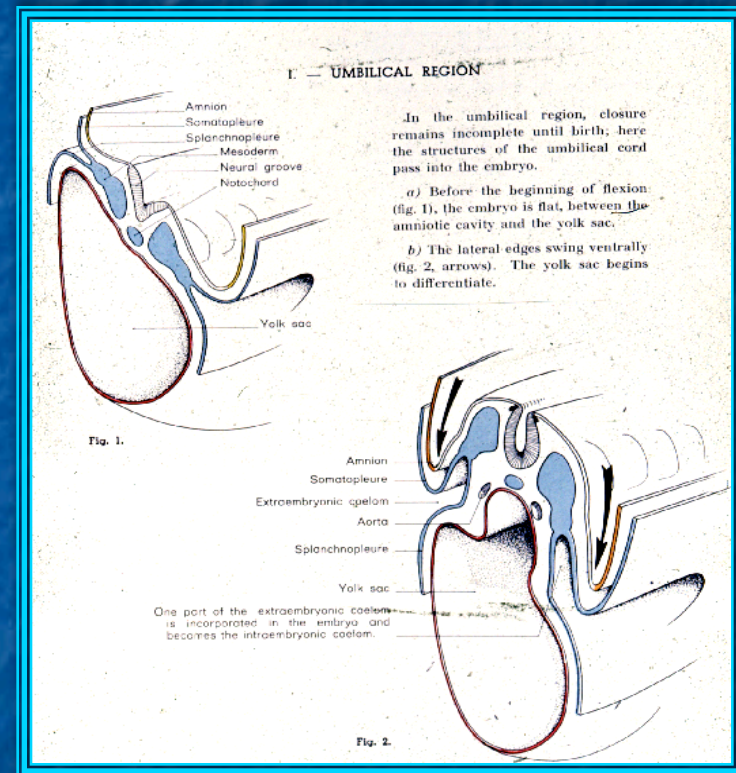 I. — UMBILICAL REGION
Amnion
Somatopleure
Splanchnopleure
Mesoderm
Neural groove
Notochord
Yolk sac
Fig. 1.
In the umbilical region, closure
remains incomplete until birth; here
the structures of the umbilical cord
pass into the embryo.
a) Before the beginning of flexion
(fig. 1), the embryo is flat, between the
amniotic cavity and the yolk sac.
b) The lateral edges swing ventrally
(fig. 2, arrows). The yolk sac begins
to differentiate.
Amnion
Somatopleure
Extraembryonic coelom
Aorta
Splanchnopleure
Yolk sac
One part of the extraembryonic coelom
is incorporated in the embryo and
becomes the intraembryonic coelom.
Fig. 2.